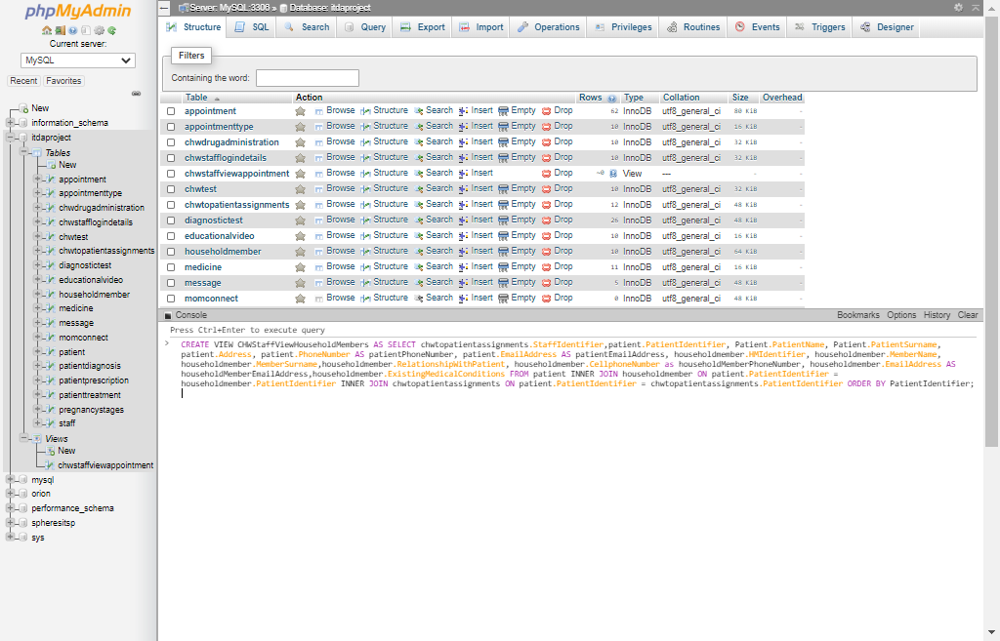 phpMyAdmin
Current server:
MySQL
Recent Favorites
New
information_schema
itdaproject
Tables
New
appointment
appointmenttype
chwdrugadministration
chwstafflogindetails
chwtest
chwtopatientassignments
diagnostictest
educationalvideo
householdmember
medicine
message
momconnect
patient
patientdiagnosis
patientprescription
patienttreatment
pregnancystages
staff
Views
New
chwstaffviewappointment
mysql
orion
performance_schema
spheresitsp
sys
Server: MySQL:3308 » Database: itdaproject
Structure SQL Search Query Export Import Operations Privileges Routines Events Triggers Designer
Filters
Containing the word:
Table Action Rows Type Collation Size Overhead
appointment Browse Structure Search Insert Empty Drop 62 InnoDB utf8_general_ci 80 KiB -
appointmenttype Browse Structure Search Insert Empty Drop 10 InnoDB utf8_general_ci 16 KiB -
chwdrugadministration Browse Structure Search Insert Empty Drop 10 InnoDB utf8_general_ci 32 KiB -
chwstafflogindetails Browse Structure Search Insert Empty Drop 10 InnoDB utf8_general_ci 32 KiB -
chwstaffviewappointment Browse Structure Search Insert Drop ~0 View --- - -
chwtest Browse Structure Search Insert Empty Drop 10 InnoDB utf8_general_ci 32 KiB -
chwtopatientassignments Browse Structure Search Insert Empty Drop 12 InnoDB utf8_general_ci 48 KiB -
diagnostictest Browse Structure Search Insert Empty Drop 26 InnoDB utf8_general_ci 48 KiB -
educationalvideo Browse Structure Search Insert Empty Drop 10 InnoDB utf8_general_ci 16 KiB -
householdmember Browse Structure Search Insert Empty Drop 10 InnoDB utf8_general_ci 64 KiB -
medicine Browse Structure Search Insert Empty Drop 11 InnoDB utf8_general_ci 16 KiB -
message Browse Structure Search Insert Empty Drop 5 InnoDB utf8_general_ci 48 KiB -
momconnect Browse Structure Search Insert Empty Drop 0 InnoDB utf8_general_ci 48 KiB -
Console Bookmarks Options History Clear
Press Ctrl+Enter to execute query
> CREATE VIEW CHWStaffViewHouseholdMembers AS SELECT chwtopatientassignments.StaffIdentifier,patient.PatientIdentifier, Patient.PatientName, Patient.PatientSurname,
patient.Address, patient.PhoneNumber AS patientPhoneNumber, patient.EmailAddress AS patientEmailAddress, householdmember.HMIdentifier, householdmember.MemberName,
householdmember.MemberSurname,householdmember.RelationshipWithPatient, householdmember.CellphoneNumber as householdMemberPhoneNumber, householdmember.EmailAddress AS
householdMemberEmailAddress,householdmember.ExistingMedicalConditions FROM patient INNER JOIN householdmember ON patient.PatientIdentifier =
householdmember.PatientIdentifier INNER JOIN chwtopatientassignments ON patient.PatientIdentifier = chwtopatientassignments.PatientIdentifier ORDER BY PatientIdentifier;